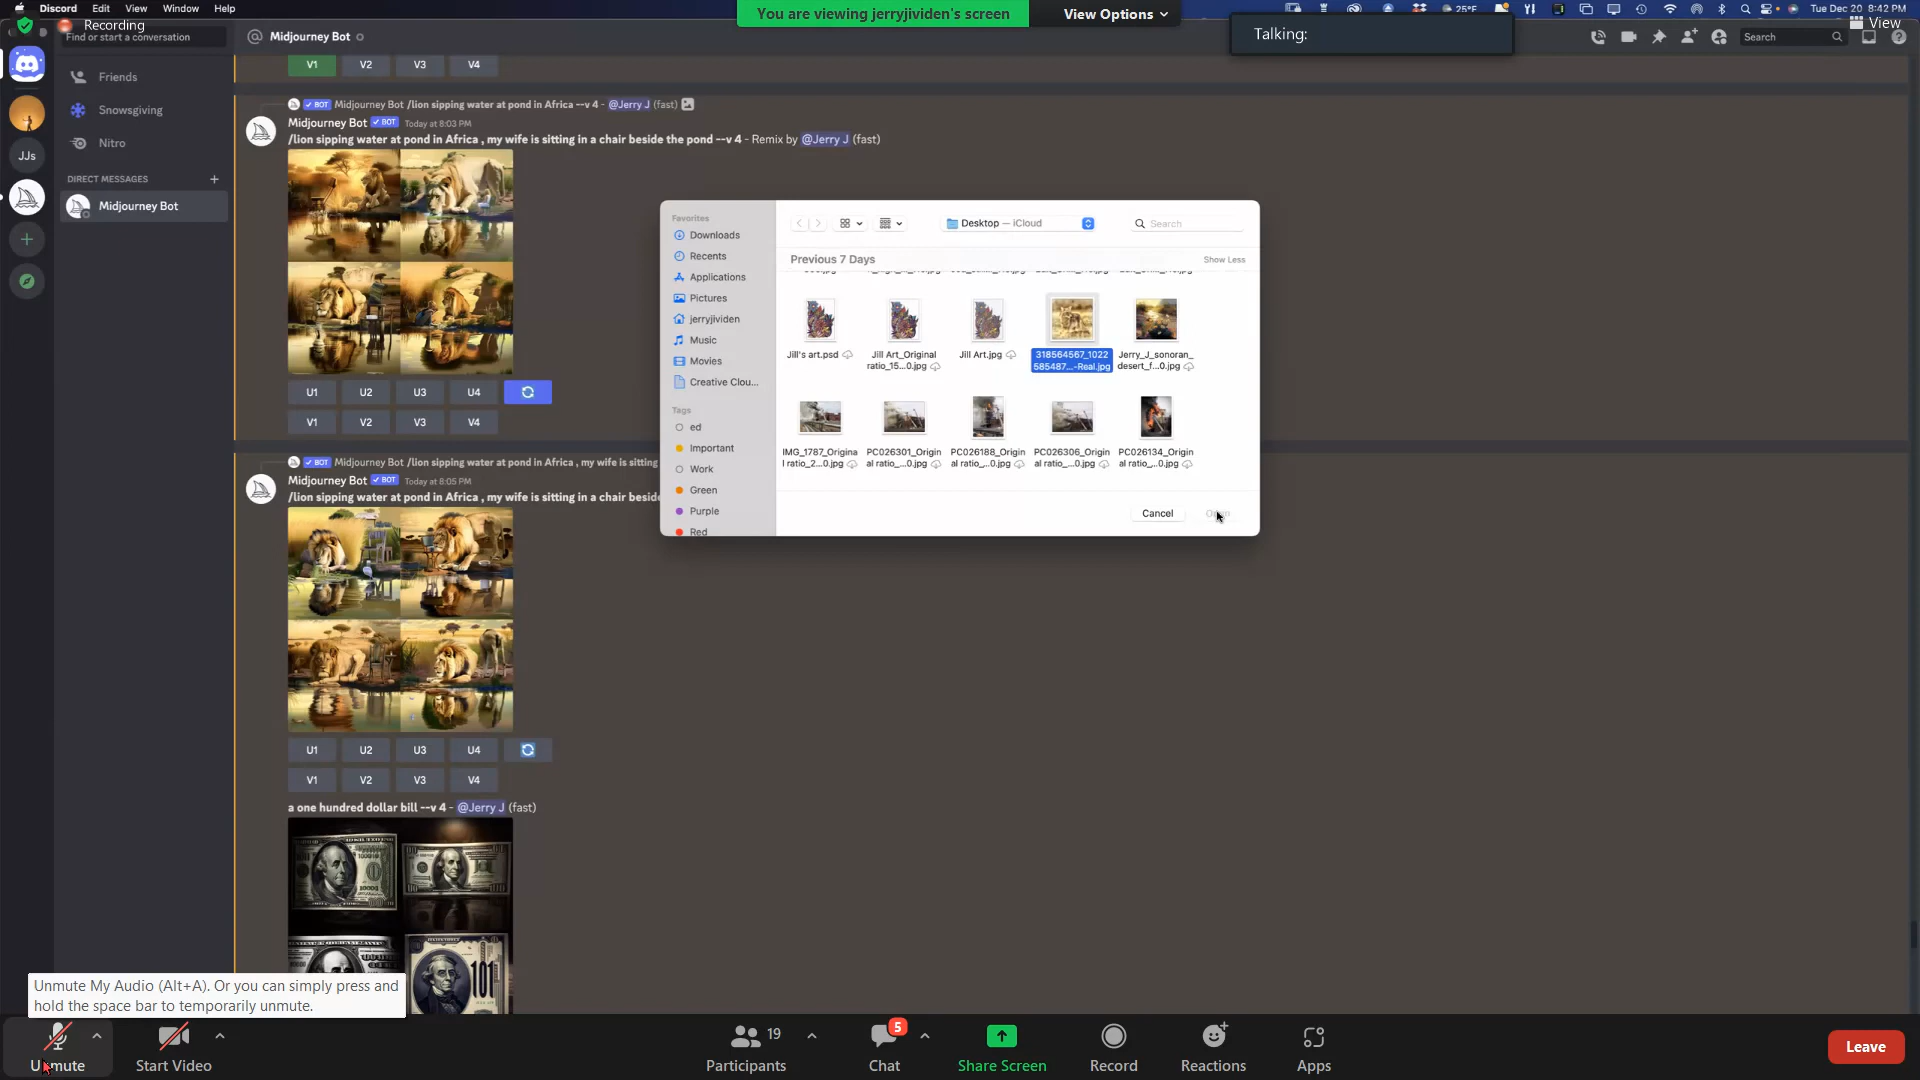 Discord Edit View Window Help
You are viewing jerryjividen's screen
View Options
25°F
Tue Dec 20 8:42 PM
Recording
View
Talking:
Find or start a conversation
Midjourney Bot
Search
Friends
Snowsgiving
Nitro
DIRECT MESSAGES +
Midjourney Bot
JJs
V1 V2 V3 V4
BOT Midjourney Bot /lion sipping water at pond in Africa --v 4 - @Jerry J (fast)
Midjourney Bot BOT Today at 8:03 PM
/lion sipping water at pond in Africa , my wife is sitting in a chair beside the pond --v 4 - Remix by @Jerry J (fast)
U1 U2 U3 U4
V1 V2 V3 V4
BOT Midjourney Bot /lion sipping water at pond in Africa , my wife is sitting
Midjourney Bot BOT Today at 8:05 PM
/lion sipping water at pond in Africa , my wife is sitting in a chair beside
U1 U2 U3 U4
V1 V2 V3 V4
a one hundred dollar bill --v 4 - @Jerry J (fast)
101
Favorites
Downloads
Recents
Applications
Pictures
jerryjividen
Music
Movies
Creative Clou...
Tags
ed
Important
Work
Green
Purple
Red
Desktop — iCloud
Search
Previous 7 Days
Show Less
Jill's art.psd
Jill Art_Original
ratio_15...0.jpg
Jill Art.jpg
318564567_1022
585487...-Real.jpg
Jerry_J_sonoran_
desert_f...0.jpg
IMG_1787_Origina
l ratio_2...0.jpg
PC026301_Origin
al ratio_...0.jpg
PC026188_Origin
al ratio_...0.jpg
PC026306_Origin
al ratio_...0.jpg
PC026134_Origin
al ratio_...0.jpg
Cancel
Unmute My Audio (Alt+A). Or you can simply press and
hold the space bar to temporarily unmute.
Unmute
Start Video
Participants 19
Chat 5
Share Screen
Record
Reactions
Apps
Leave